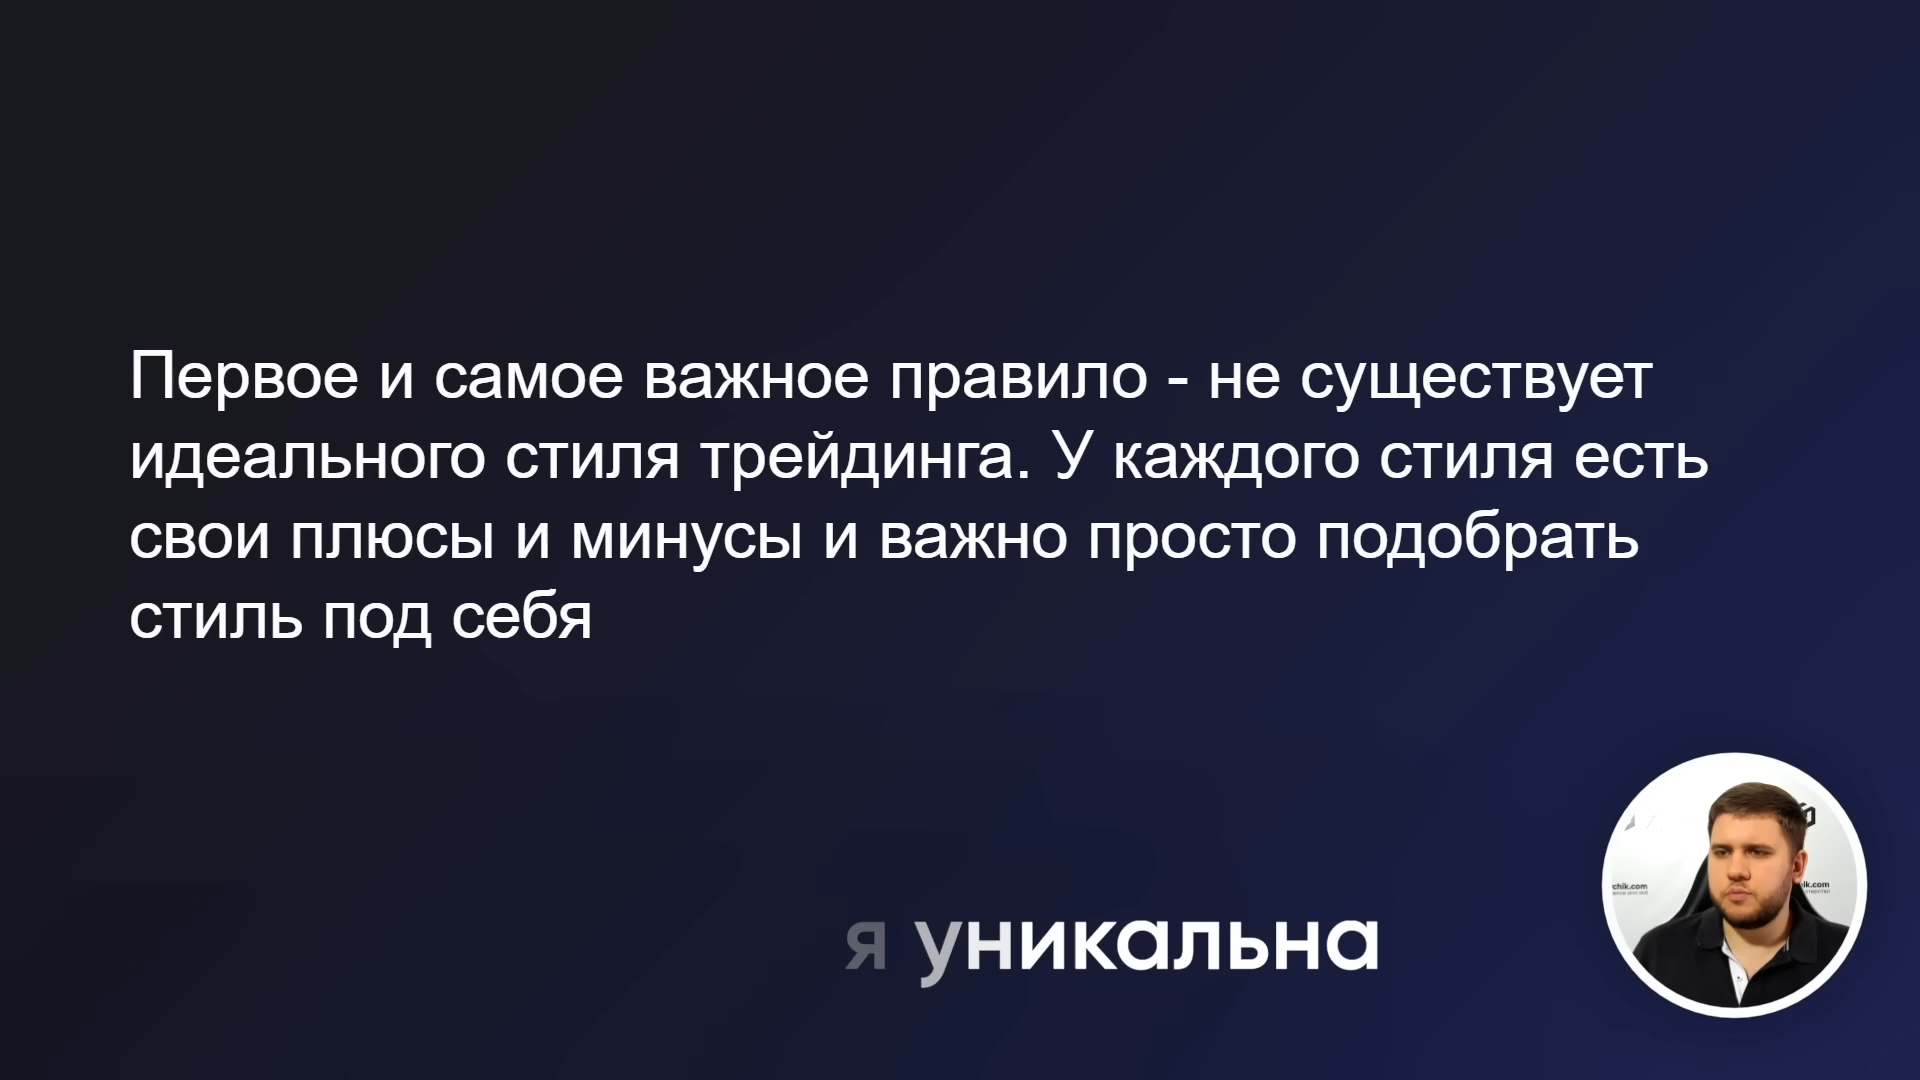 Первое и самое важное правило - не существует
идеального стиля трейдинга. У каждого стиля есть
свои плюсы и минусы и важно просто подобрать
стиль под себя
я уникальна